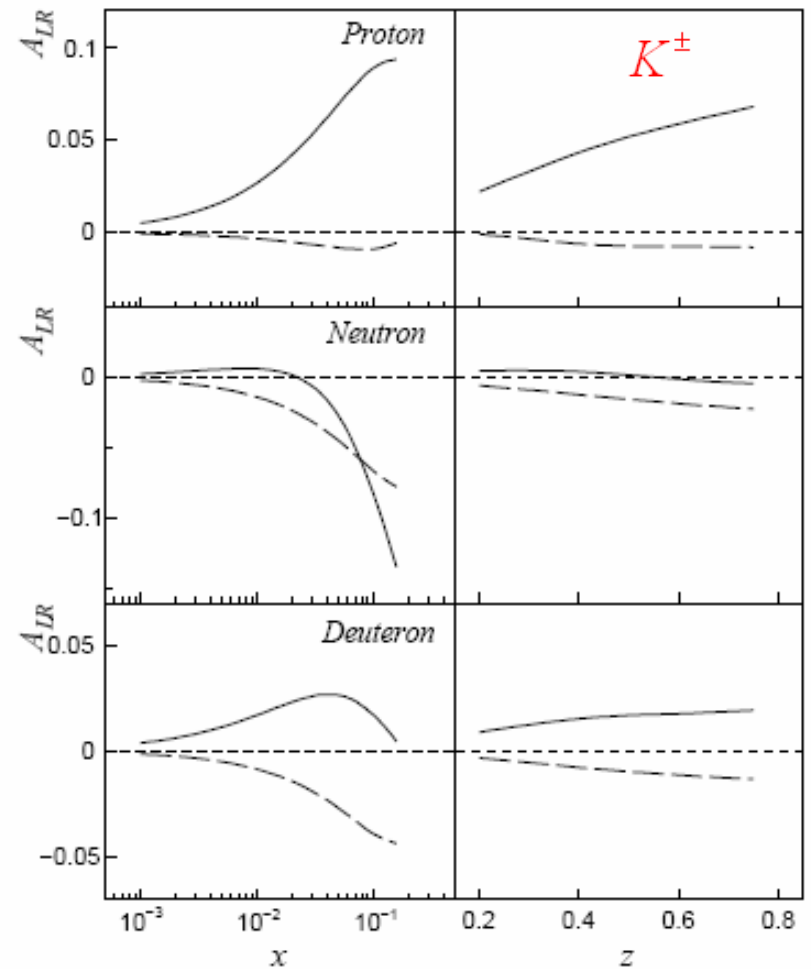 A_LR
Proton
K^±
0.1
0.05
0
A_LR
Neutron
0
−0.1
A_LR
Deuteron
0.05
0
−0.05
10^−3
10^−2
10^−1
0.2
0.4
0.6
0.8
x
z